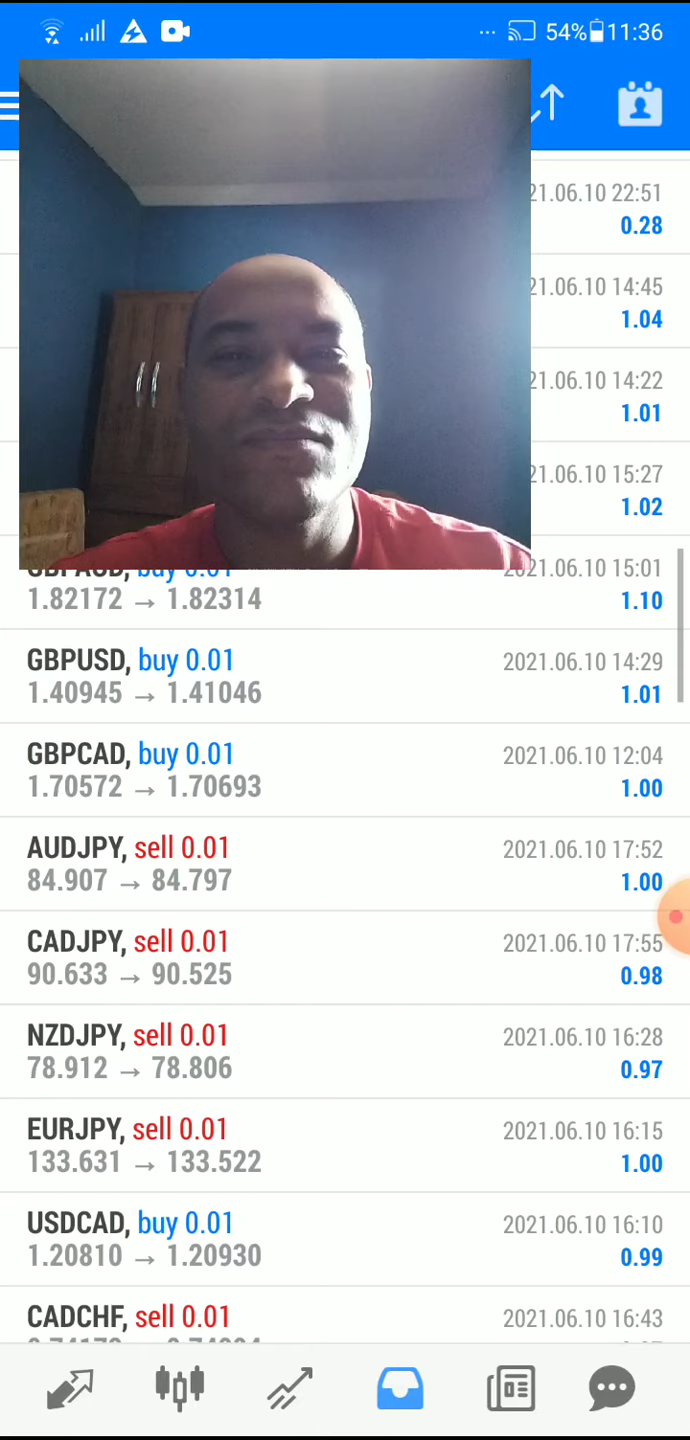 54% 11:36
21.06.10 22:51
0.28
21.06.10 14:45
1.04
21.06.10 14:22
1.01
21.06.10 15:27
1.02
buy 0.01
2021.06.10 15:01
1.82172 → 1.82314
1.10
GBPUSD, buy 0.01
2021.06.10 14:29
1.40945 → 1.41046
1.01
GBPCAD, buy 0.01
2021.06.10 12:04
1.70572 → 1.70693
1.00
AUDJPY, sell 0.01
2021.06.10 17:52
84.907 → 84.797
1.00
CADJPY, sell 0.01
2021.06.10 17:55
90.633 → 90.525
0.98
NZDJPY, sell 0.01
2021.06.10 16:28
78.912 → 78.806
0.97
EURJPY, sell 0.01
2021.06.10 16:15
133.631 → 133.522
1.00
USDCAD, buy 0.01
2021.06.10 16:10
1.20810 → 1.20930
0.99
CADCHF, sell 0.01
2021.06.10 16:43